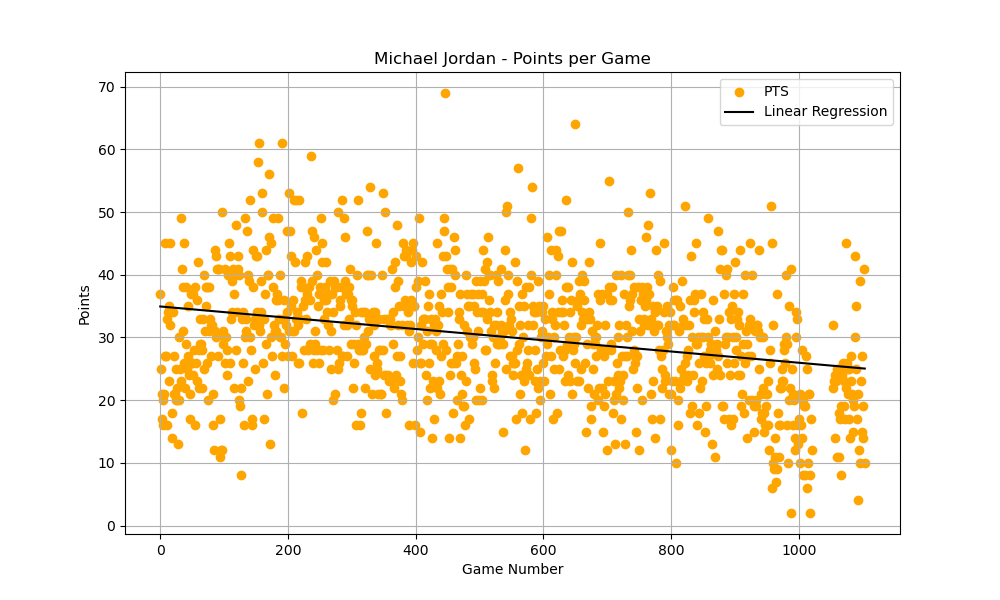 Michael Jordan - Points per Game
PTS
Linear Regression
Points
70
60
50
40
30
20
10
0
0 200 400 600 800 1000
Game Number